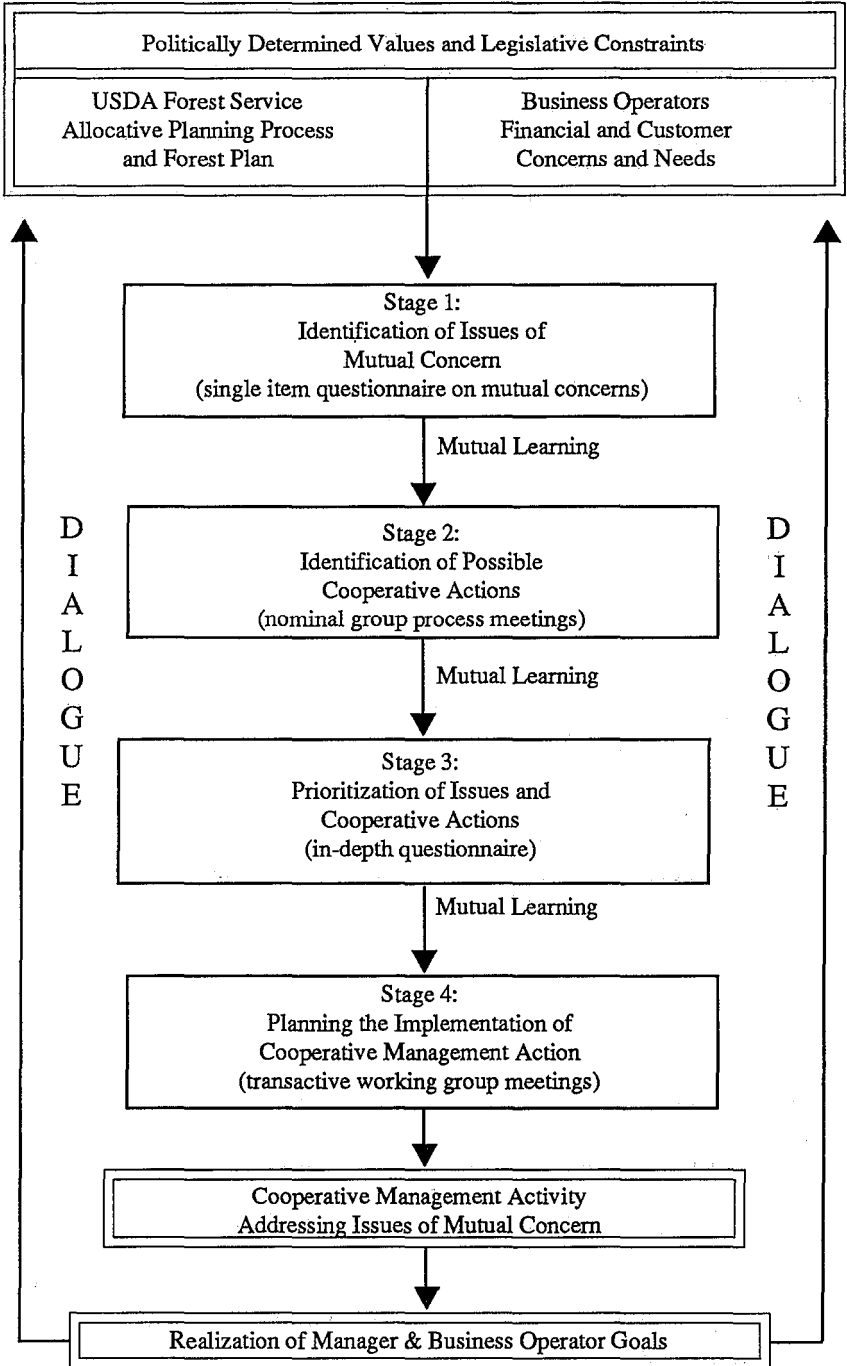 Politically Determined Values and Legislative Constraints
USDA Forest Service
Allocative Planning Process
and Forest Plan
Business Operators
Financial and Customer
Concerns and Needs
Stage 1:
Identification of Issues of
Mutual Concern
(single item questionnaire on mutual concerns)
Mutual Learning
Stage 2:
Identification of Possible
Cooperative Actions
(nominal group process meetings)
Mutual Learning
Stage 3:
Prioritization of Issues and
Cooperative Actions
(in-depth questionnaire)
Mutual Learning
Stage 4:
Planning the Implementation of
Cooperative Management Action
(transactive working group meetings)
Cooperative Management Activity
Addressing Issues of Mutual Concern
Realization of Manager & Business Operator Goals
DIALOGUE
DIALOGUE